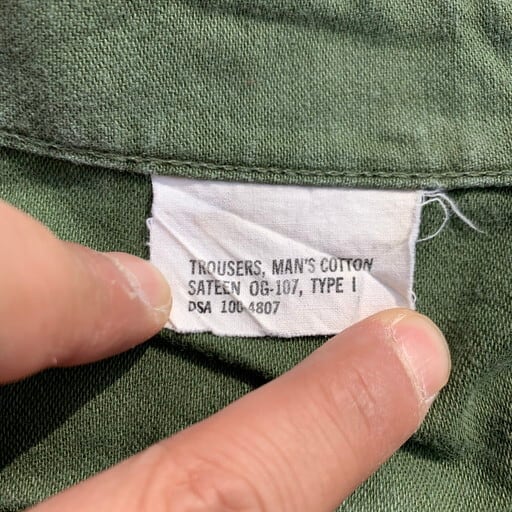 TROUSERS, MAN'S COTTON
SATEEN OG-107, TYPE I
DSA 100-4807